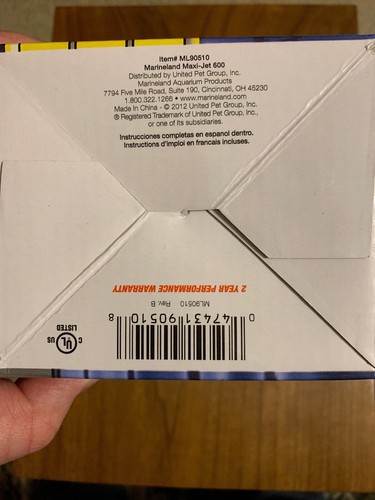 Item# ML90510
Marineland Maxi-Jet 600
Distributed by United Pet Group, Inc.
Marineland Aquarium Products
7794 Five Mile Road, Suite 190, Cincinnati, OH 45230
1.800.322.1266 • www.marineland.com
Made In China - © 2012 United Pet Group, Inc.
® Registered Trademark of United Pet Group, Inc.,
or one of its subsidiaries.
Instrucciones completas en espanol dentro.
Instructions d'imploi en francais incluses.
2 YEAR PERFORMANCE WARRANTY
ML90510 Rev. B
0 47431 90510 8
C UL US
LISTED